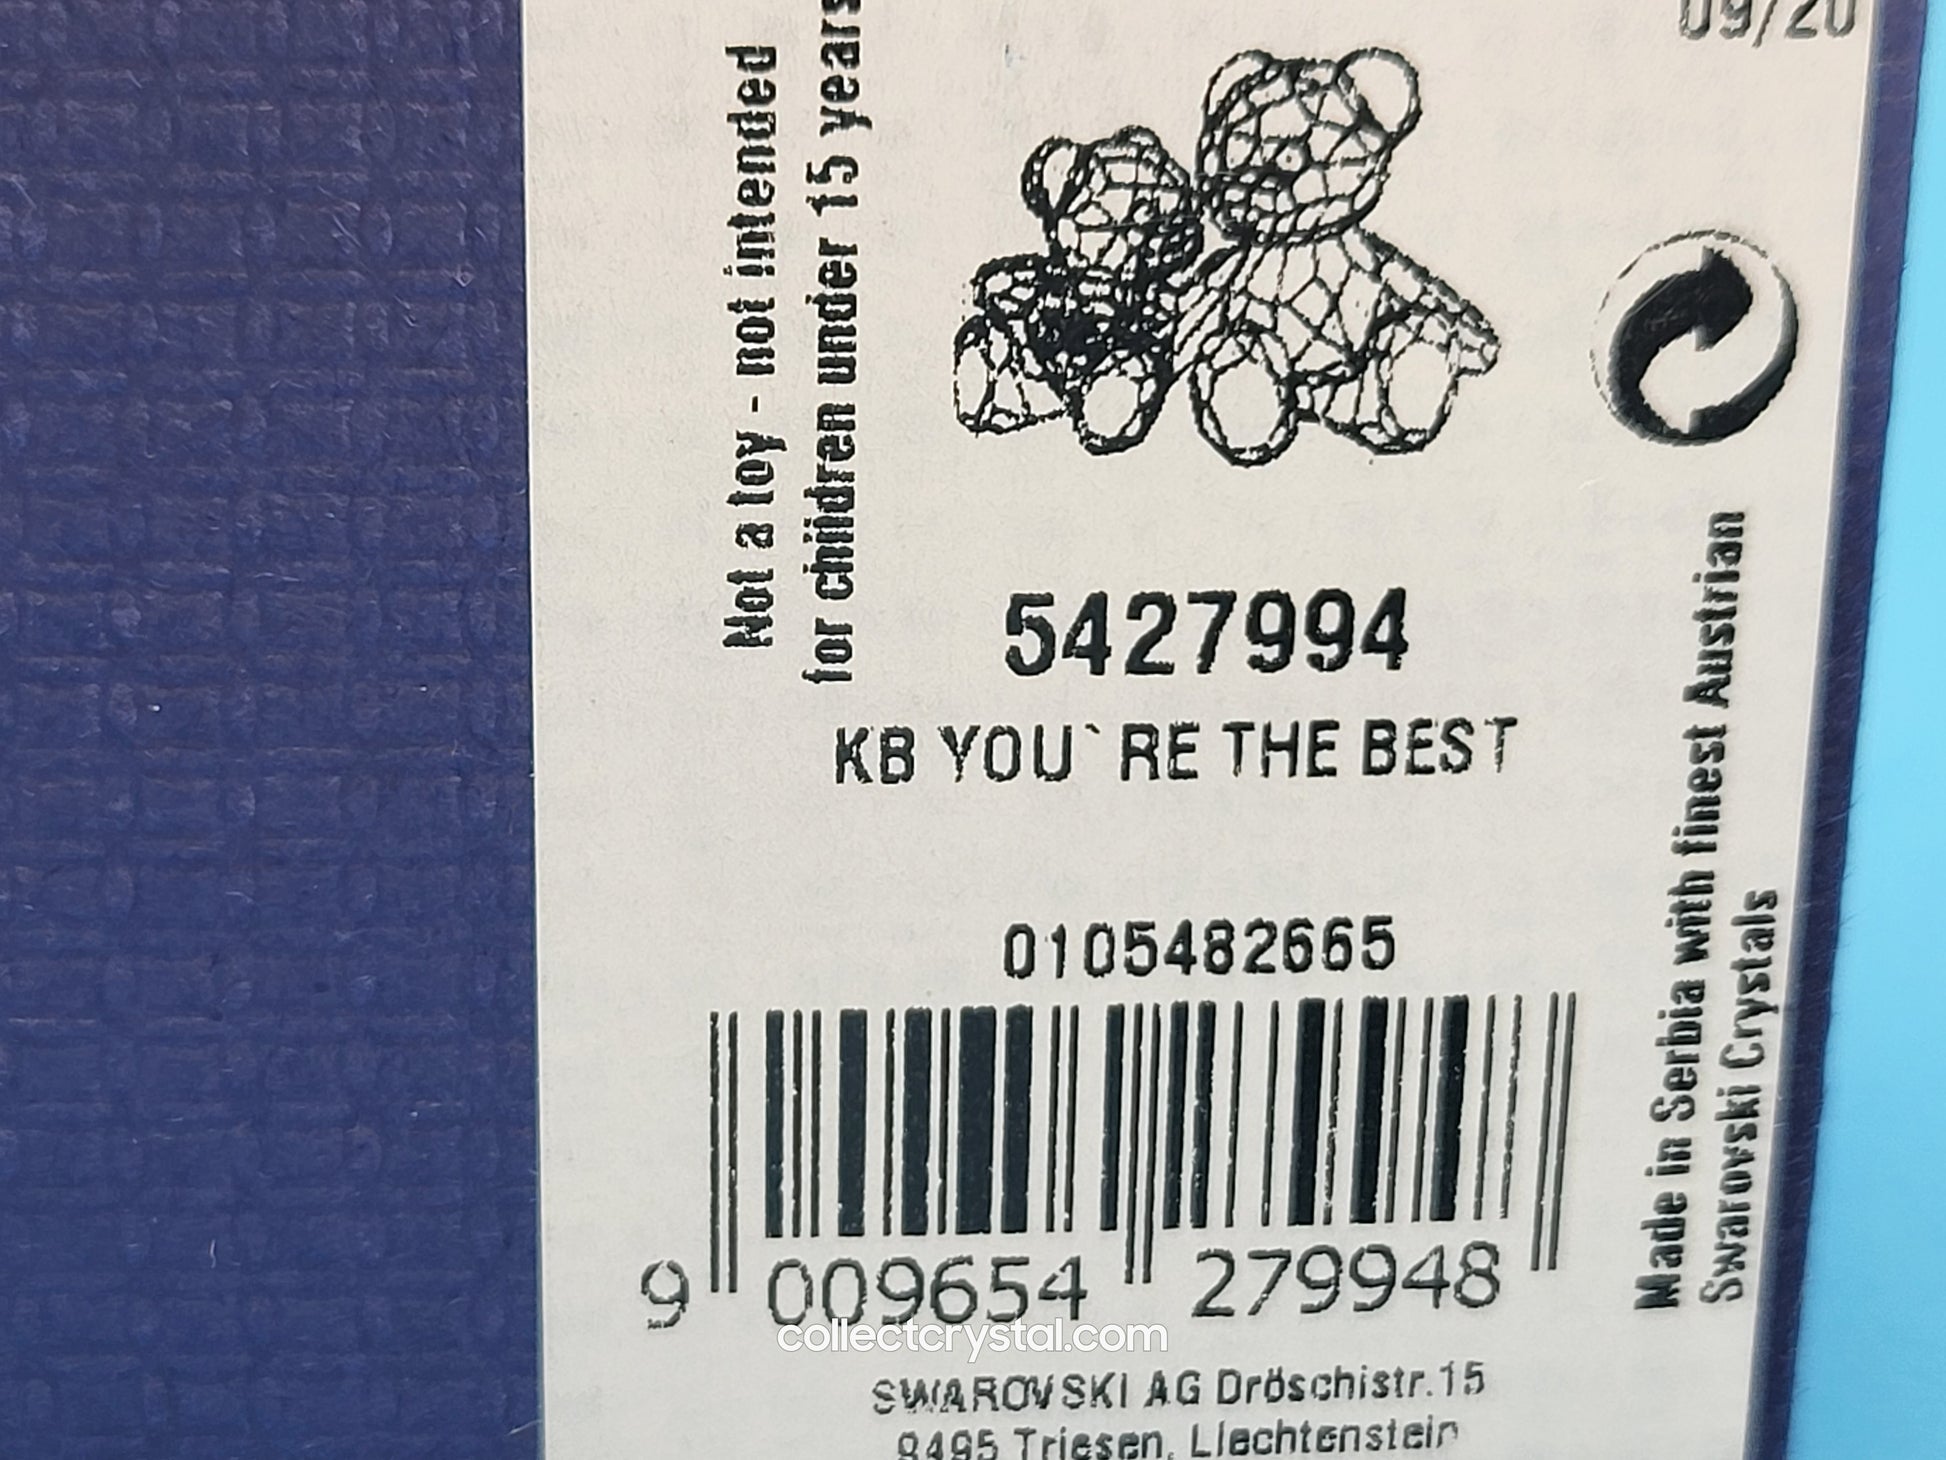 09/20
Not a toy - not intended
for children under 15 years
5427994
KB YOU`RE THE BEST
0105482665
9 009654 279948
collectcrystal.com
SWAROVSKI AG Dröschistr.15
9495 Triesen, Liechtenstein
Made in Serbia with finest Austrian
Swarovski Crystals